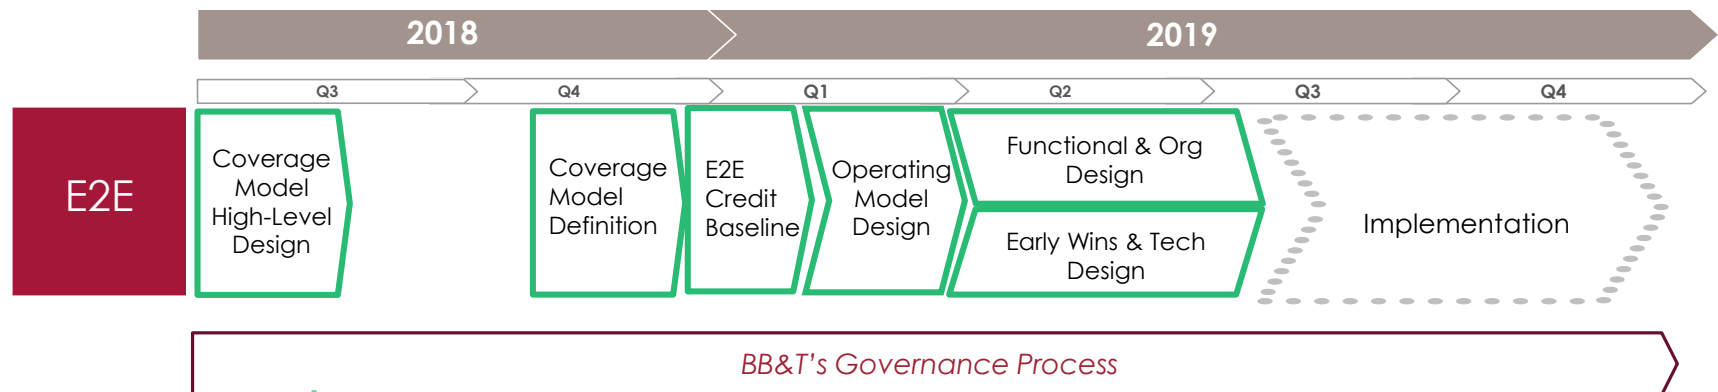 2018
2019
Q3
Q4
Q1
Q2
Q3
Q4
E2E
Coverage
Model
High-Level
Design
Coverage
Model
Definition
E2E
Credit
Baseline
Operating
Model
Design
Functional & Org
Design
Early Wins & Tech
Design
Implementation
BB&T’s Governance Process